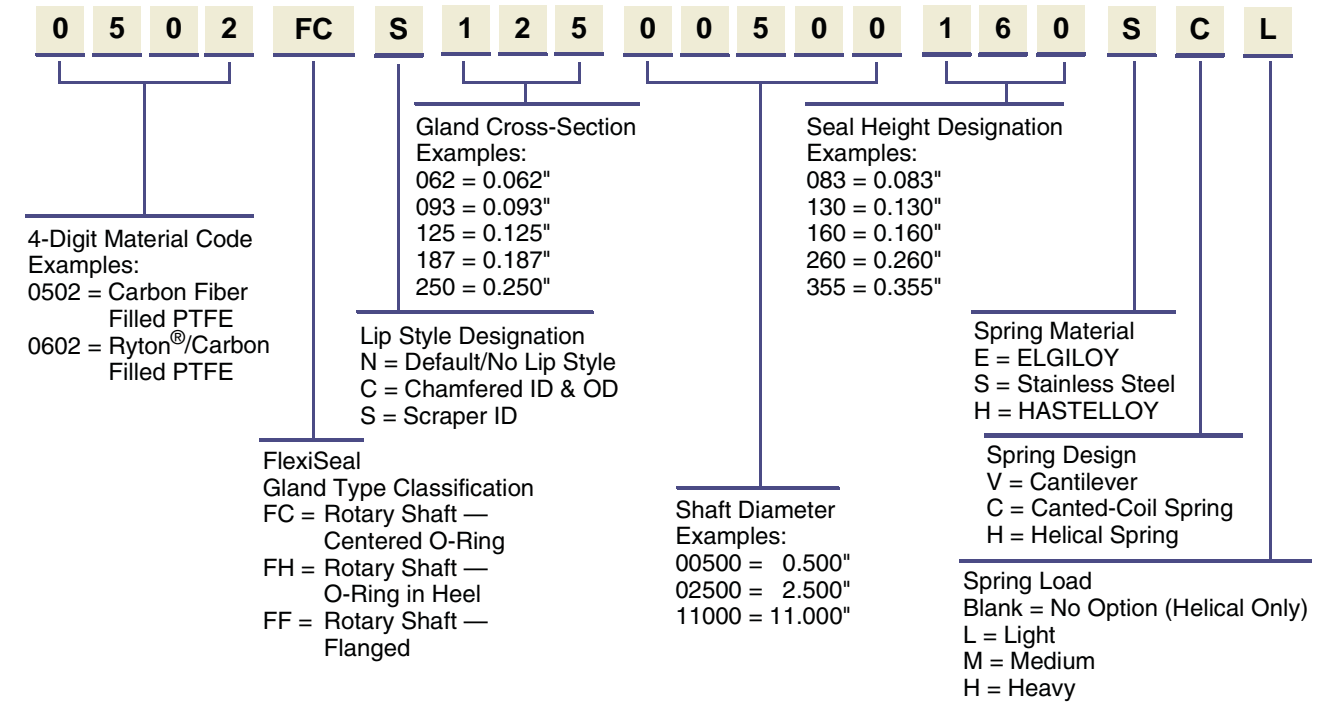 0 5 0 2 FC S 1 2 5 0 0 5 0 0 1 6 0 S C L
4-Digit Material Code
Examples:
0502 = Carbon Fiber
Filled PTFE
0602 = Ryton®/Carbon
Filled PTFE
FlexiSeal
Gland Type Classification
FC = Rotary Shaft —
Centered O-Ring
FH = Rotary Shaft —
O-Ring in Heel
FF = Rotary Shaft —
Flanged
Lip Style Designation
N = Default/No Lip Style
C = Chamfered ID & OD
S = Scraper ID
Gland Cross-Section
Examples:
062 = 0.062"
093 = 0.093"
125 = 0.125"
187 = 0.187"
250 = 0.250"
Shaft Diameter
Examples:
00500 = 0.500"
02500 = 2.500"
11000 = 11.000"
Seal Height Designation
Examples:
083 = 0.083"
130 = 0.130"
160 = 0.160"
260 = 0.260"
355 = 0.355"
Spring Material
E = ELGILOY
S = Stainless Steel
H = HASTELLOY
Spring Design
V = Cantilever
C = Canted-Coil Spring
H = Helical Spring
Spring Load
Blank = No Option (Helical Only)
L = Light
M = Medium
H = Heavy